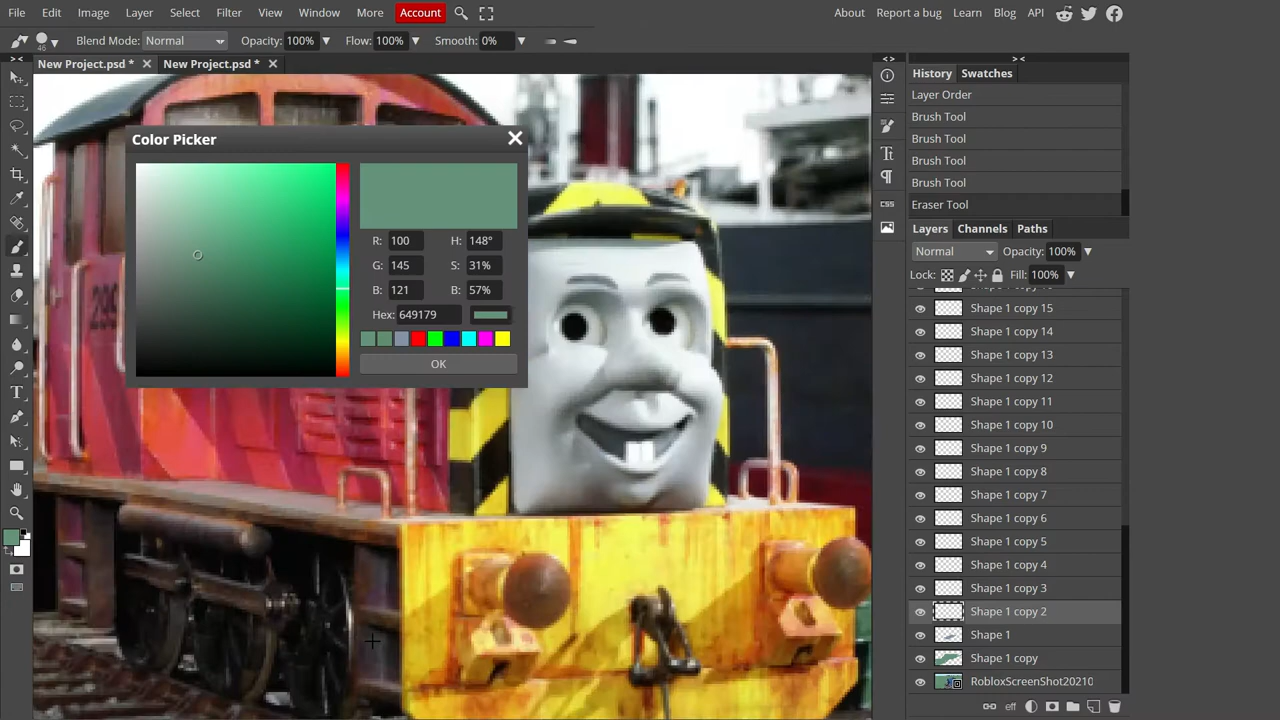 File Edit Image Layer Select Filter View Window More Account About Report a bug Learn Blog API
46 Blend Mode: Normal Opacity: 100% Flow: 100% Smooth: 0%
New Project.psd * New Project.psd *
Color Picker
R: 100 H: 148°
G: 145 S: 31%
B: 121 B: 57%
Hex: 649179
OK
History Swatches
Layer Order
Brush Tool
Brush Tool
Brush Tool
Brush Tool
Eraser Tool
CSS
Layers Channels Paths
Normal Opacity: 100%
Lock: Fill: 100%
Shape 1 copy 15
Shape 1 copy 14
Shape 1 copy 13
Shape 1 copy 12
Shape 1 copy 11
Shape 1 copy 10
Shape 1 copy 9
Shape 1 copy 8
Shape 1 copy 7
Shape 1 copy 6
Shape 1 copy 5
Shape 1 copy 4
Shape 1 copy 3
Shape 1 copy 2
Shape 1
Shape 1 copy
RobloxScreenShot20210
eff